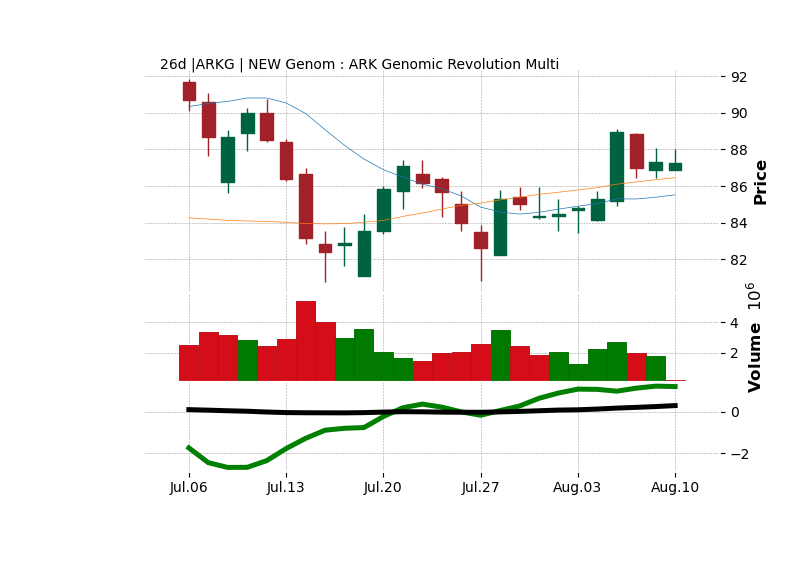 26d |ARKG | NEW Genom : ARK Genomic Revolution Multi
92
90
88
86
84
82
Price
4
2
Volume 10^6
0
−2
Jul.06 Jul.13 Jul.20 Jul.27 Aug.03 Aug.10